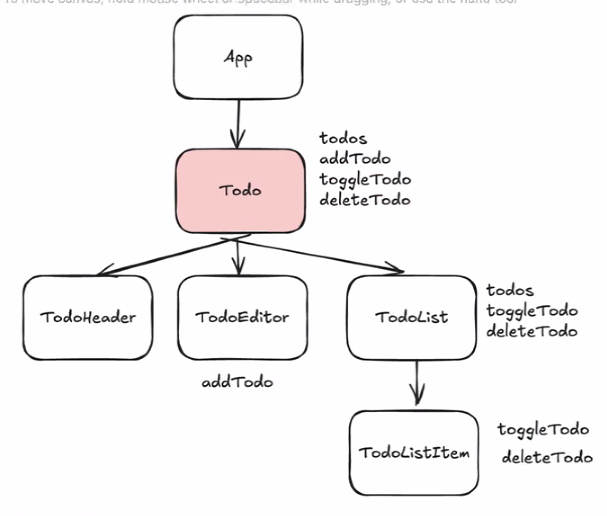 To move canvas, hold mouse wheel or spacebar while dragging, or use the hand tool
App
todos
addTodo
toggleTodo
deleteTodo
Todo
TodoHeader
TodoEditor
TodoList
todos
toggleTodo
deleteTodo
addTodo
TodoListItem
toggleTodo
deleteTodo